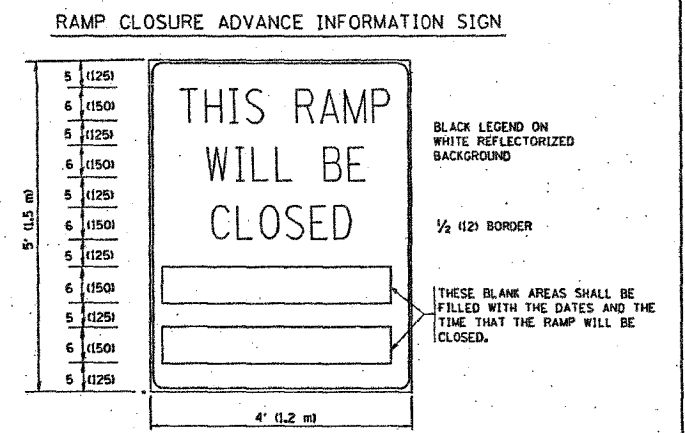 RAMP CLOSURE ADVANCE INFORMATION SIGN
5 (125)
6 (150)
5 (125)
6 (150)
5 (125)
6 (150)
5 (125)
6 (150)
5 (125)
6 (150)
5 (125)
5' (1.5 m)
THIS RAMP
WILL BE
CLOSED
4' (1.2 m)
BLACK LEGEND ON
WHITE REFLECTORIZED
BACKGROUND
1/2 (12) BORDER
THESE BLANK AREAS SHALL BE
FILLED WITH THE DATES AND THE
TIME THAT THE RAMP WILL BE
CLOSED.